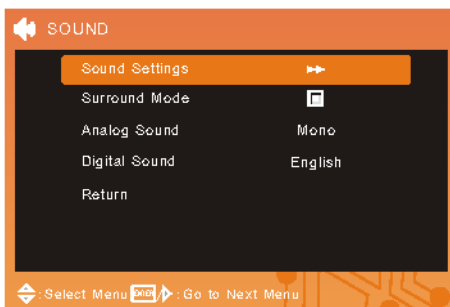 SOUND
Sound Settings
Surround Mode
Analog Sound Mono
Digital Sound English
Return
: Select Menu ENTER / : Go to Next Menu